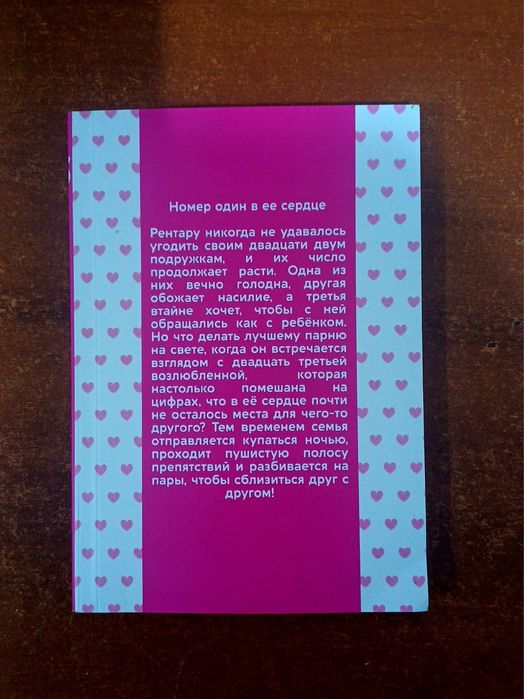 Номер один в ее сердце
Рентару никогда не удавалось
угодить своим двадцати двум
подружкам, и их число
продолжает расти. Одна из
них вечно голодна, другая
обожает насилие, а третья
втайне хочет, чтобы с ней
обращались как с ребёнком.
Но что делать лучшему парню
на свете, когда он встречается
взглядом с двадцать третьей
возлюбленной, которая
настолько помешана на
цифрах, что в её сердце почти
не осталось места для чего-то
другого? Тем временем семья
отправляется купаться ночью,
проходит пушистую полосу
препятствий и разбивается на
пары, чтобы сблизиться друг с
другом!